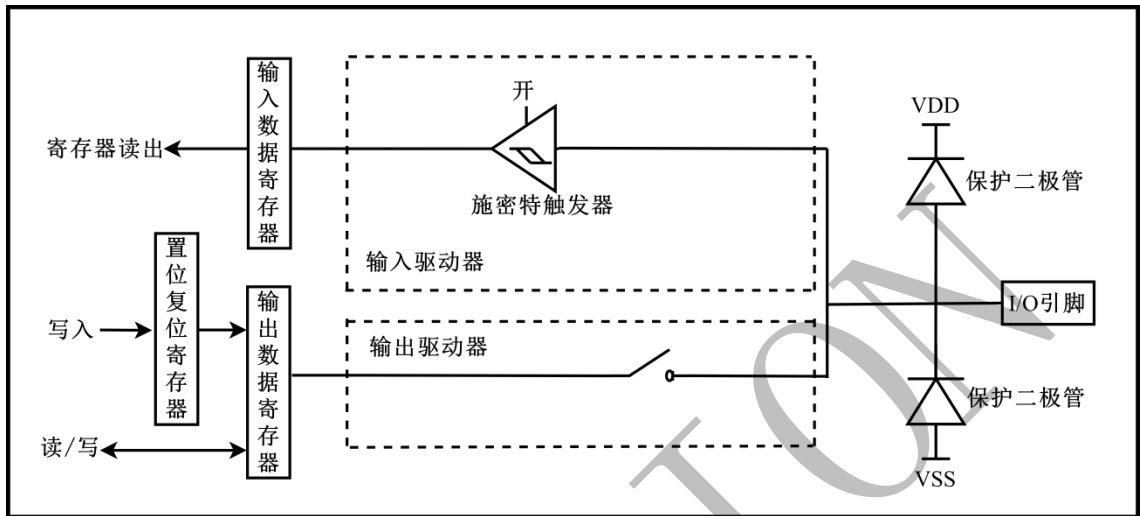 开
VDD
输入数据寄存器
寄存器读出
保护二极管
施密特触发器
置位复位寄存器
输入驱动器
I/O引脚
输出数据寄存器
写入
输出驱动器
保护二极管
读/写
VSS
ION